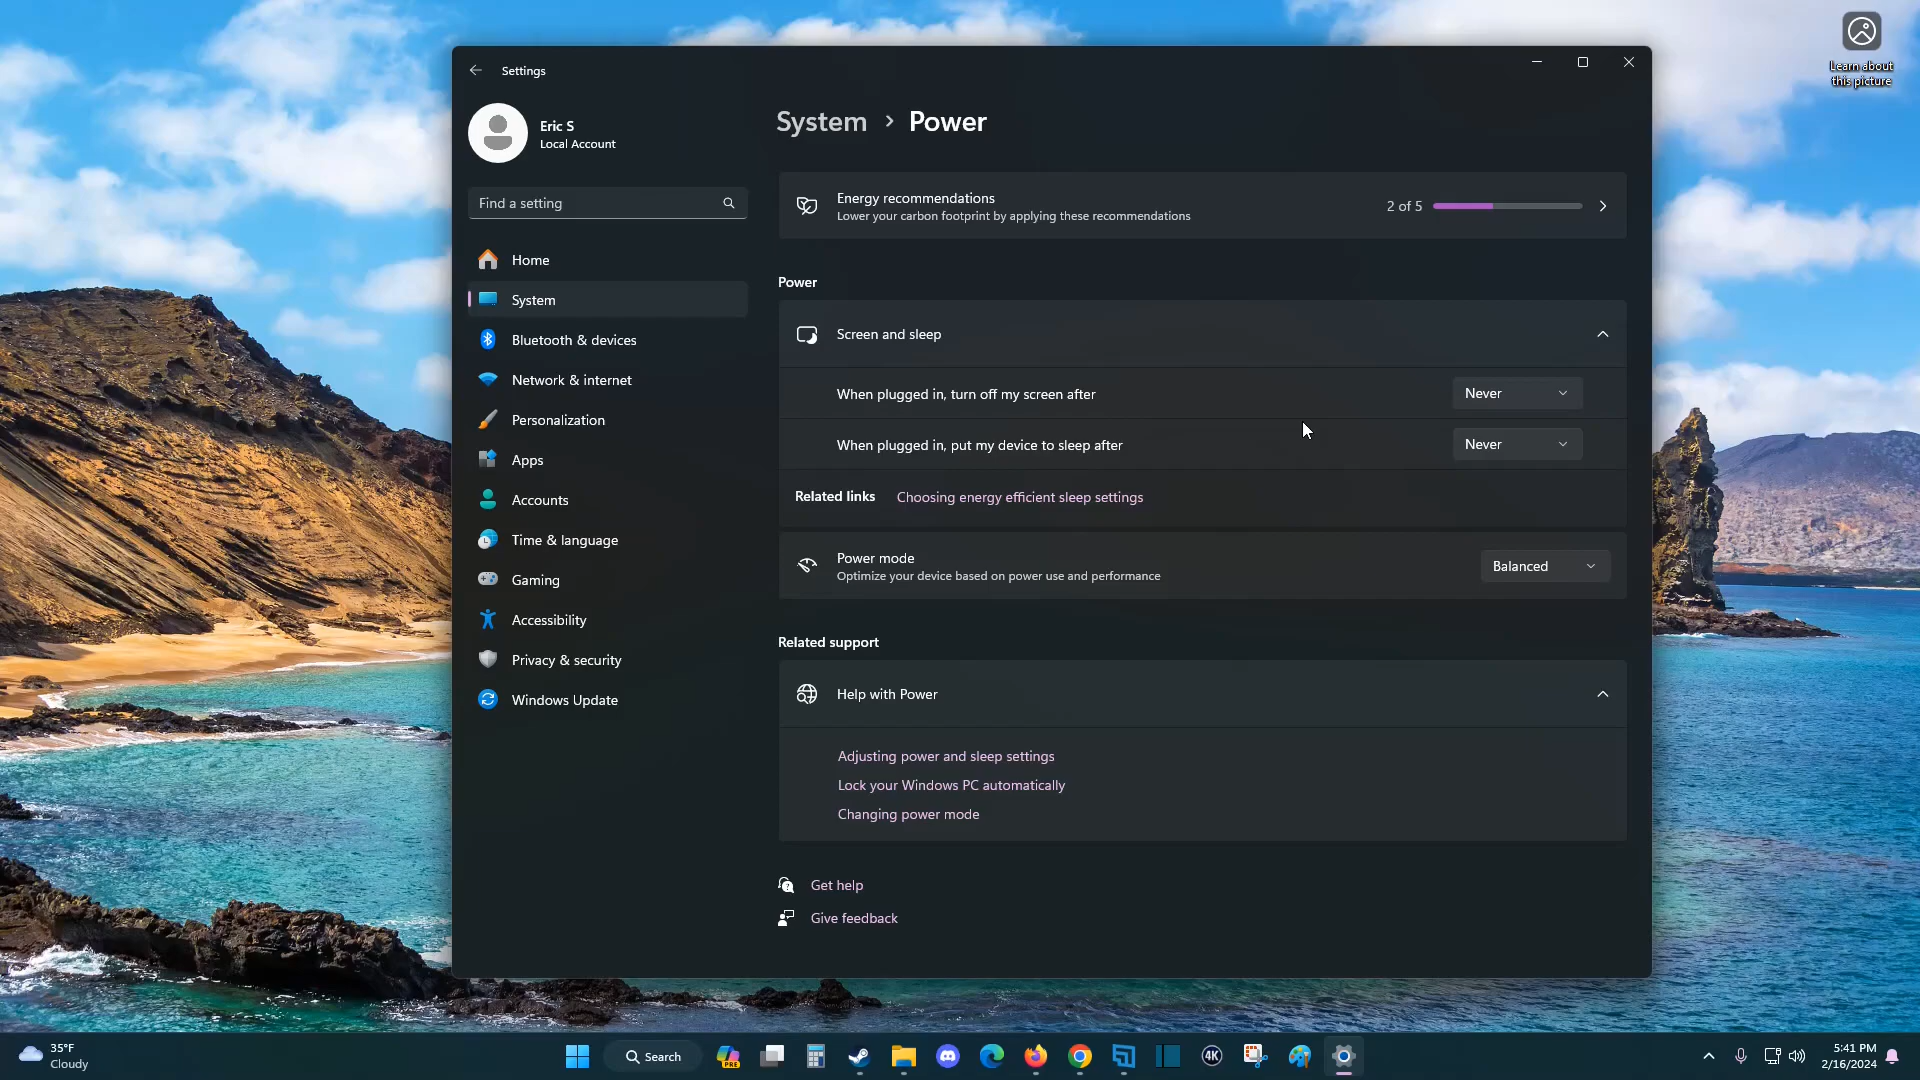 Learn about
this picture
Settings
Eric S
Local Account
Find a setting
Home
System
Bluetooth & devices
Network & internet
Personalization
Apps
Accounts
Time & language
Gaming
Accessibility
Privacy & security
Windows Update
System > Power
Energy recommendations
Lower your carbon footprint by applying these recommendations
2 of 5
Power
Screen and sleep
When plugged in, turn off my screen after
Never
When plugged in, put my device to sleep after
Never
Related links Choosing energy efficient sleep settings
Power mode
Optimize your device based on power use and performance
Balanced
Related support
Help with Power
Adjusting power and sleep settings
Lock your Windows PC automatically
Changing power mode
Get help
Give feedback
35°F
Cloudy
Search
PRE
4K
5:41 PM
2/16/2024